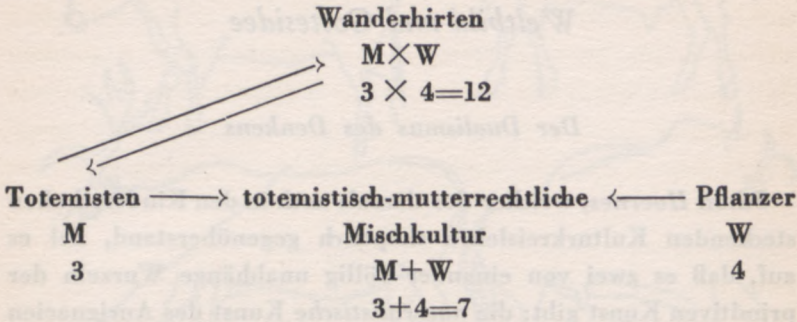 Wanderhirten
M×W
3 × 4=12
Totemisten → totemistisch-mutterrechtliche ← Pflanzer
M Mischkultur W
3 M+W 4
3+4=7